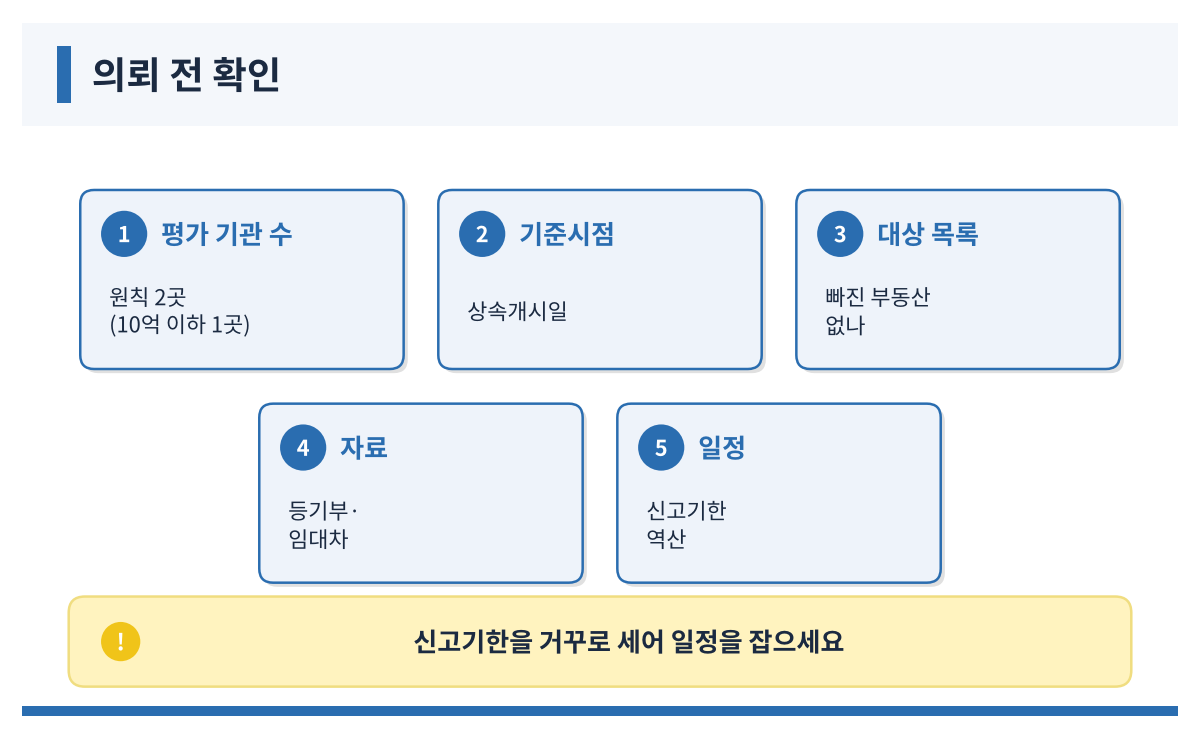 의뢰 전 확인
1 평가 기관 수
원칙 2곳
(10억 이하 1곳)
2 기준시점
상속개시일
3 대상 목록
빠진 부동산
없나
4 자료
등기부·
임대차
5 일정
신고기한
역산
! 신고기한을 거꾸로 세어 일정을 잡으세요